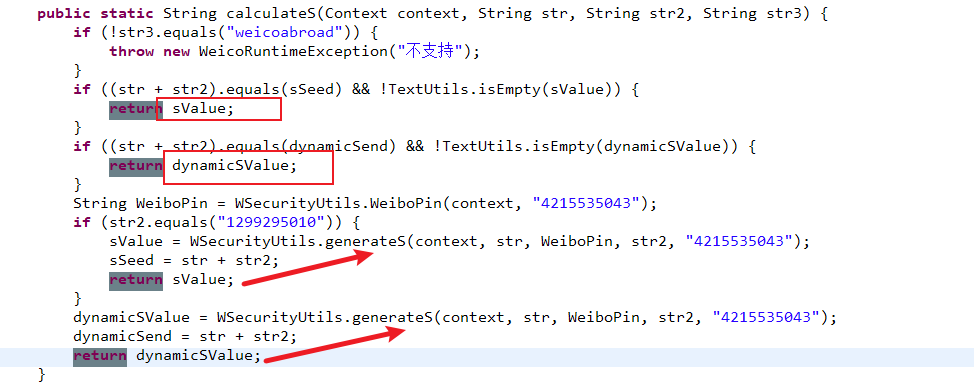 public static String calculateS(Context context, String str, String str2, String str3) {
if (!str3.equals("weicoabroad")) {
throw new WeicoRuntimeException("不支持");
}
if ((str + str2).equals(sSeed) && !TextUtils.isEmpty(sValue)) {
return sValue;
}
if ((str + str2).equals(dynamicSend) && !TextUtils.isEmpty(dynamicSValue)) {
return dynamicSValue;
}
String WeiboPin = WSecurityUtils.WeiboPin(context, "4215535043");
if (str2.equals("1299295010")) {
sValue = WSecurityUtils.generateS(context, str, WeiboPin, str2, "4215535043");
sSeed = str + str2;
return sValue;
}
dynamicSValue = WSecurityUtils.generateS(context, str, WeiboPin, str2, "4215535043");
dynamicSend = str + str2;
return dynamicSValue;
}